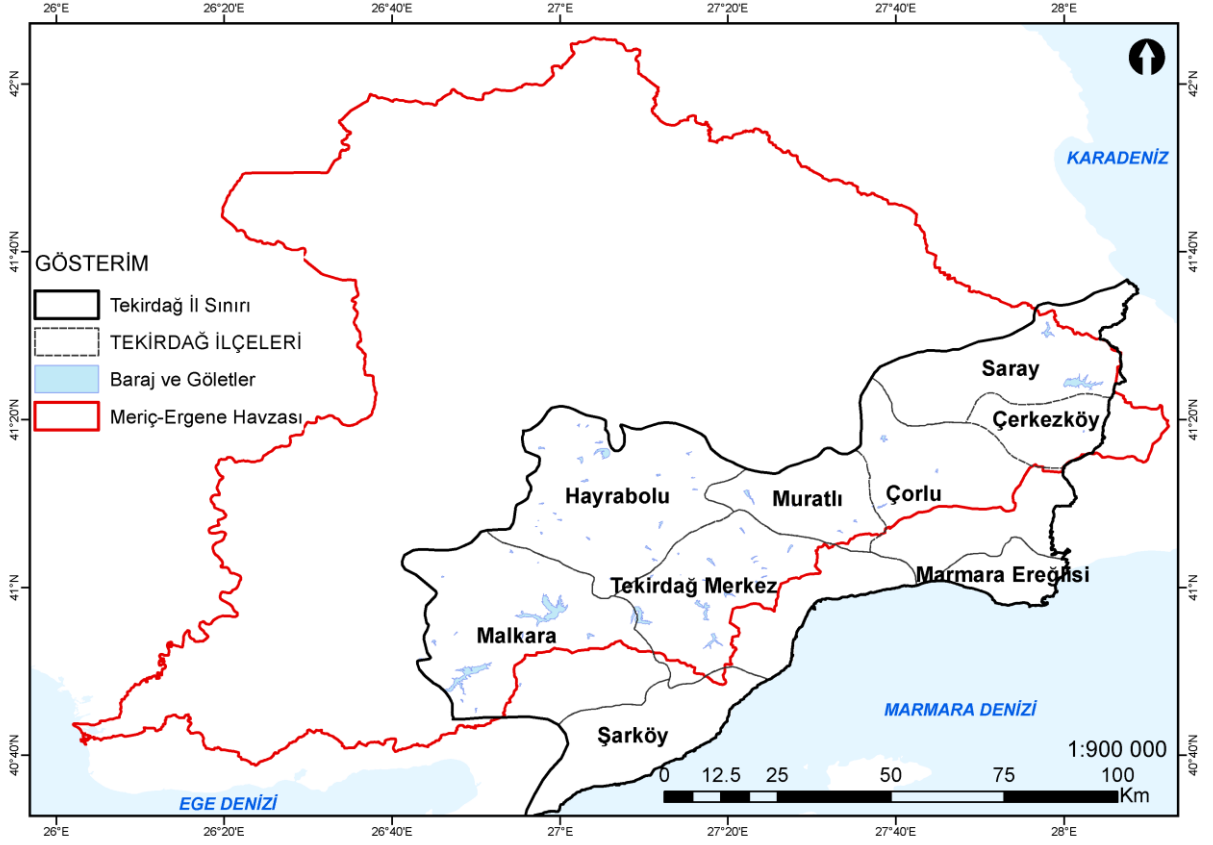 26°E 26°40'E 27°E 27°20'E 27°40'E 28°E
26°20'E
42°N
42°N
KARADENİZ
41°40'N
41°40'N
GÖSTERİM
Tekirdağ İl Sınırı
TEKİRDAĞ İLÇELERİ
Baraj ve Göletler
Meriç-Ergene Havzası
Saray
Çerkezköy
41°20'N
41°20'N
Hayrabolu
Muratlı
Çorlu
Tekirdağ Merkez
Marmara Ereğlisi
41°N
41°N
Malkara
Şarköy
MARMARA DENİZİ
40°40'N
40°40'N
1:900 000
0 12.5 25 50 75 100
Km
EGE DENİZİ
26°E 26°20'E 26°40'E 27°E 27°20'E 27°40'E 28°E